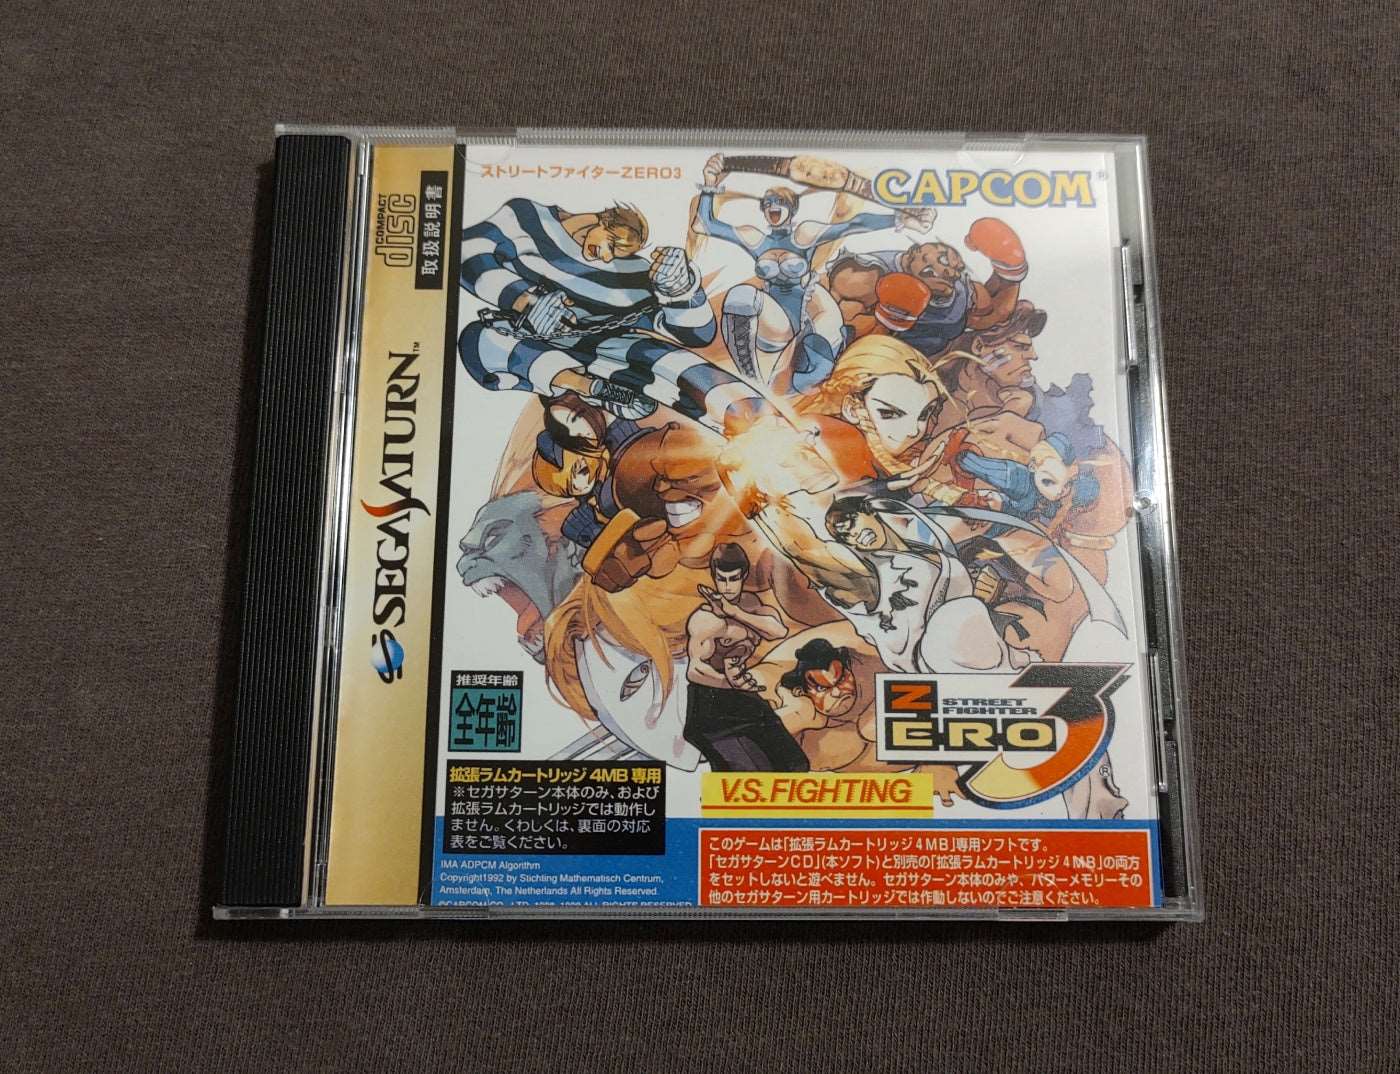 COMPACT
disc
取扱説明書
SEGA SATURN™
ストリートファイターZERO3
CAPCOM®
推奨年齢
全年齢
拡張ラムカートリッジ4MB専用
※セガサターン本体のみ、および
拡張ラムカートリッジでは動作し
ません。くわしくは、裏面の対応
表をご覧ください。
STREET
FIGHTER
ZERO 3®
V.S. FIGHTING
IMA ADPCM Algorithm
Copyright1992 by Stichting Mathematisch Centrum,
Amsterdam, The Netherlands All Rights Reserved.
©CAPCOM CO., LTD. ALL RIGHTS RESERVED
このゲームは「拡張ラムカートリッジ4MB」専用ソフトです。
「セガサターンCD」(本ソフト)と別売の「拡張ラムカートリッジ4MB」の両方
をセットしないと遊べません。セガサターン本体のみや、パワーメモリーその
他のセガサターン用カートリッジでは作動しないのでご注意ください。